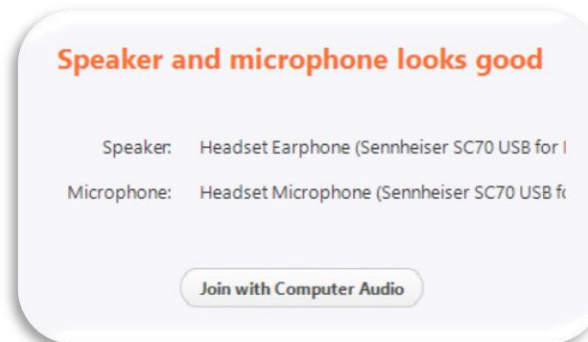 Speaker and microphone looks good
Speaker: Headset Earphone (Sennheiser SC70 USB for
Microphone: Headset Microphone (Sennheiser SC70 USB
Join with Computer Audio